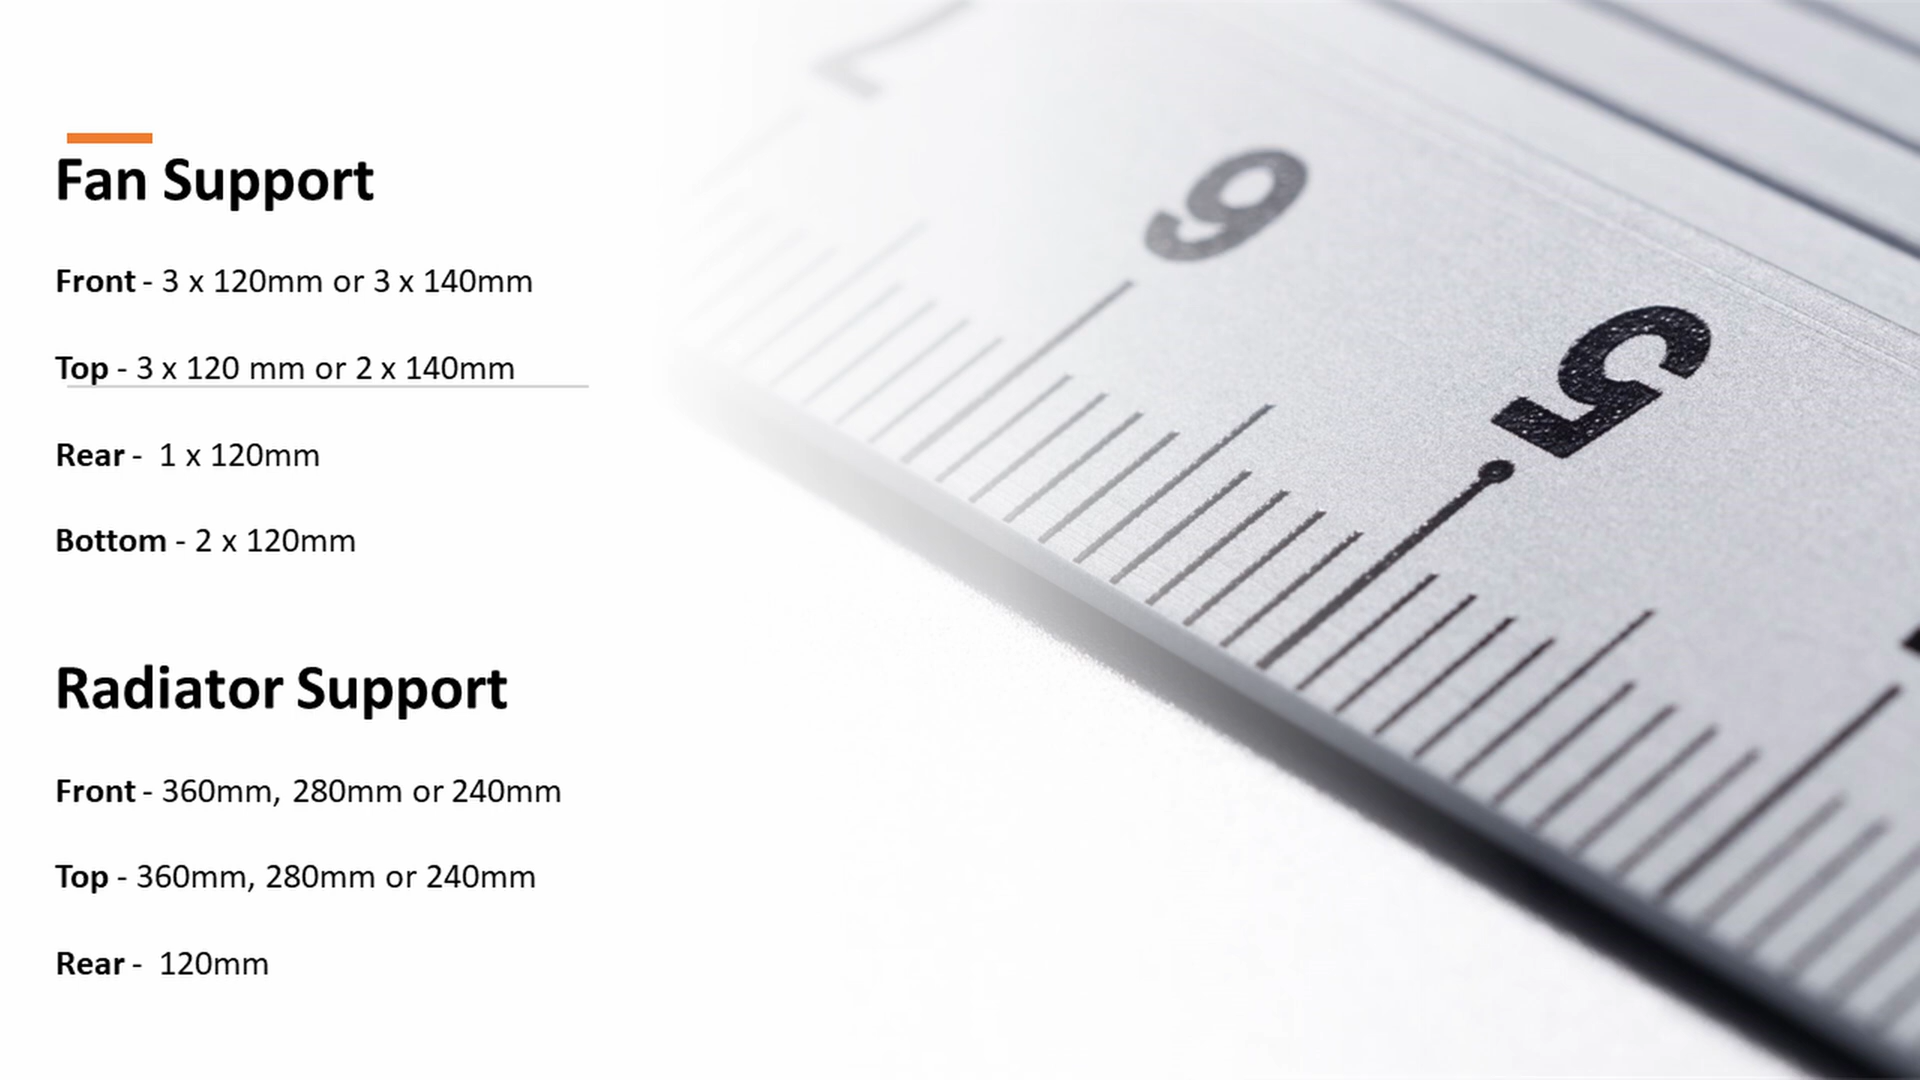 Fan Support
Front - 3 x 120mm or 3 x 140mm
Top - 3 x 120 mm or 2 x 140mm
Rear -  1 x 120mm
Bottom - 2 x 120mm
Radiator Support
Front - 360mm, 280mm or 240mm
Top - 360mm, 280mm or 240mm
Rear -  120mm
6
5